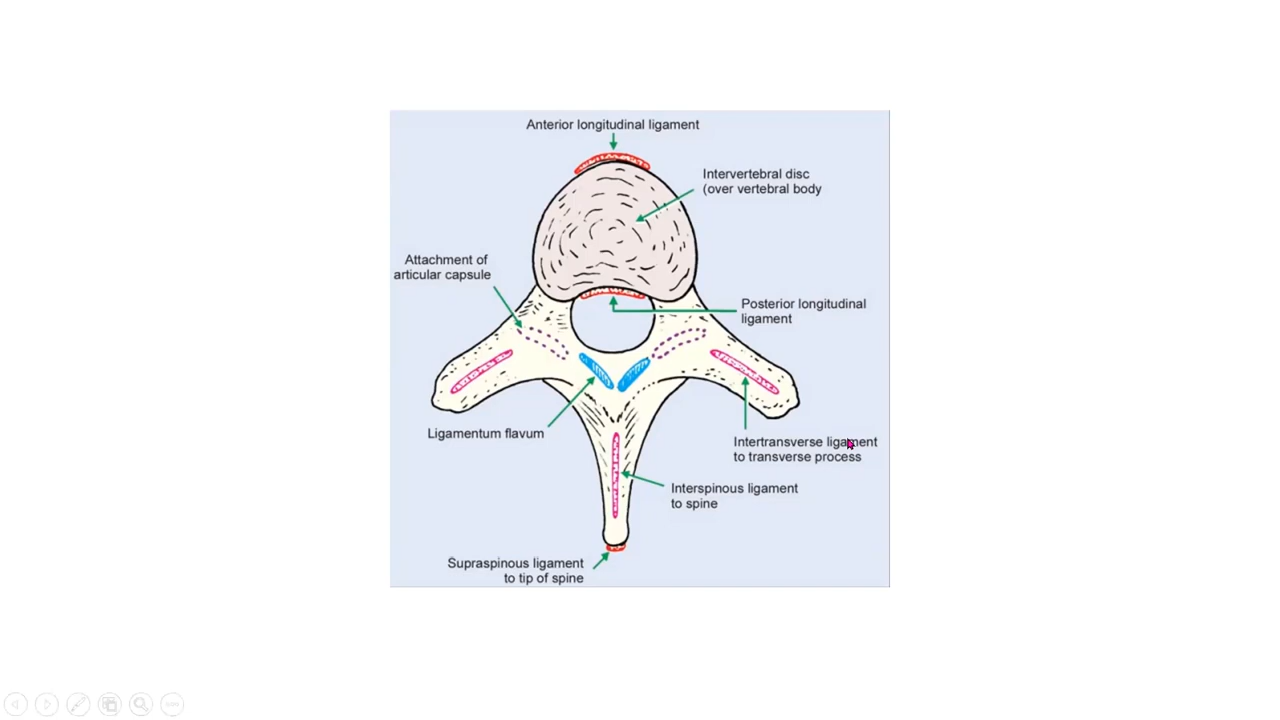 Anterior longitudinal ligament
Intervertebral disc
(over vertebral body
Attachment of
articular capsule
Posterior longitudinal
ligament
Ligamentum flavum
Intertransverse ligament
to transverse process
Interspinous ligament
to spine
Supraspinous ligament
to tip of spine